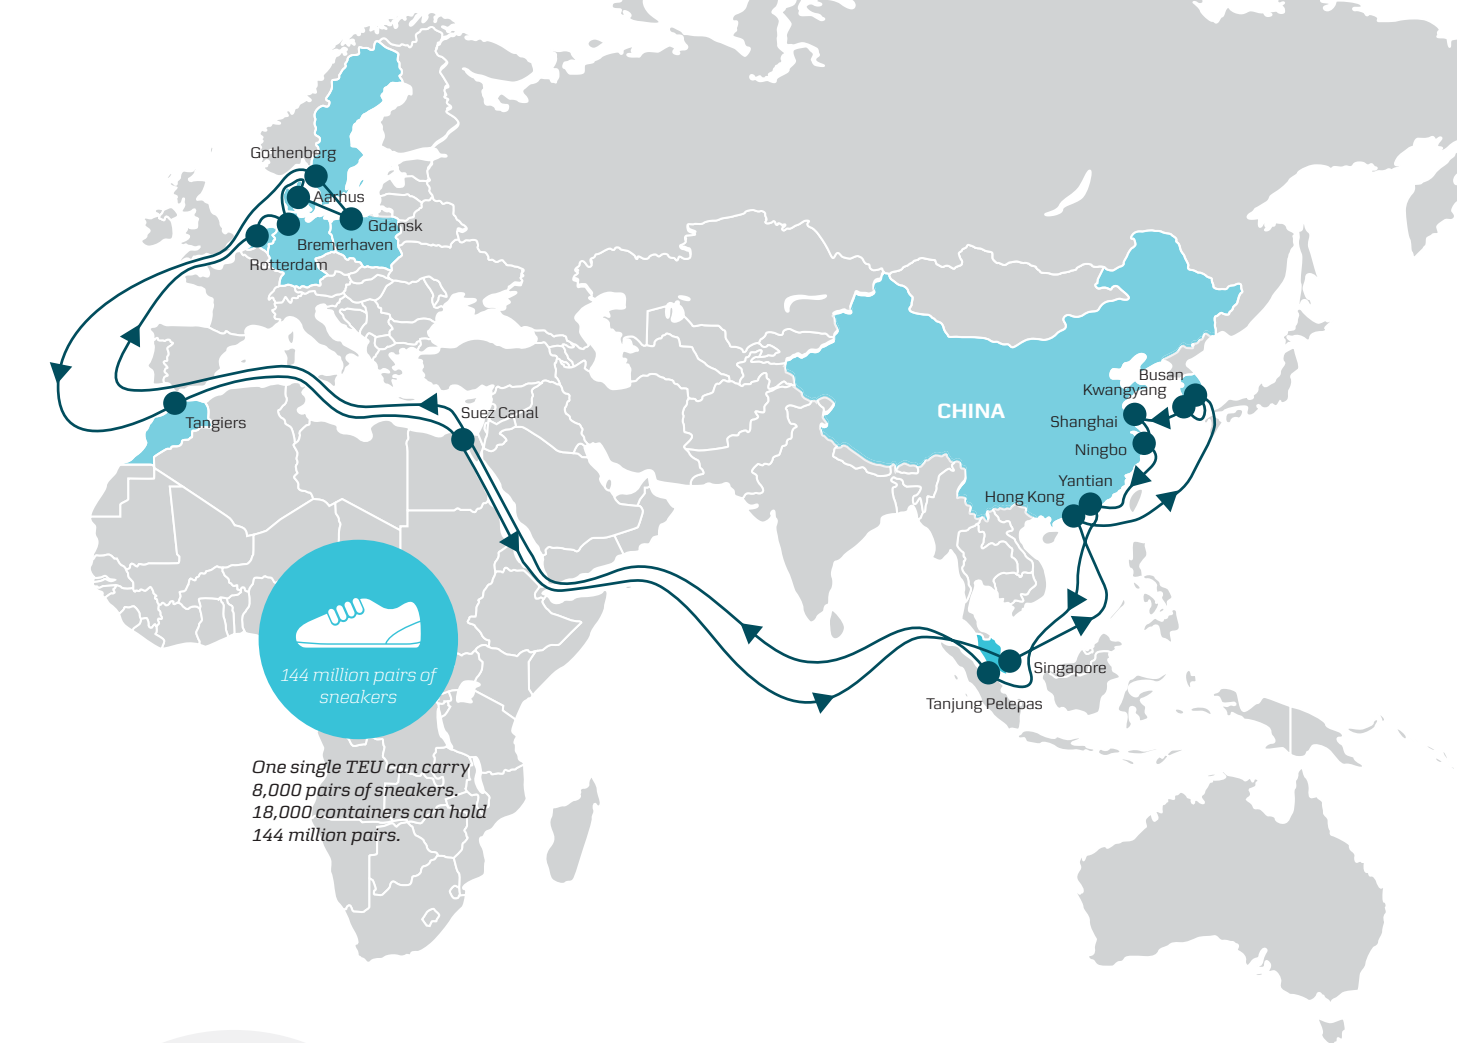 Gothenberg
Aarhus
Gdansk
Bremerhaven
Rotterdam
Tangiers
Suez Canal
CHINA
Busan
Kwangyang
Shanghai
Ningbo
Yantian
Hong Kong
Singapore
Tanjung Pelepas
144 million pairs of
sneakers
One single TEU can carry
8,000 pairs of sneakers.
18,000 containers can hold
144 million pairs.